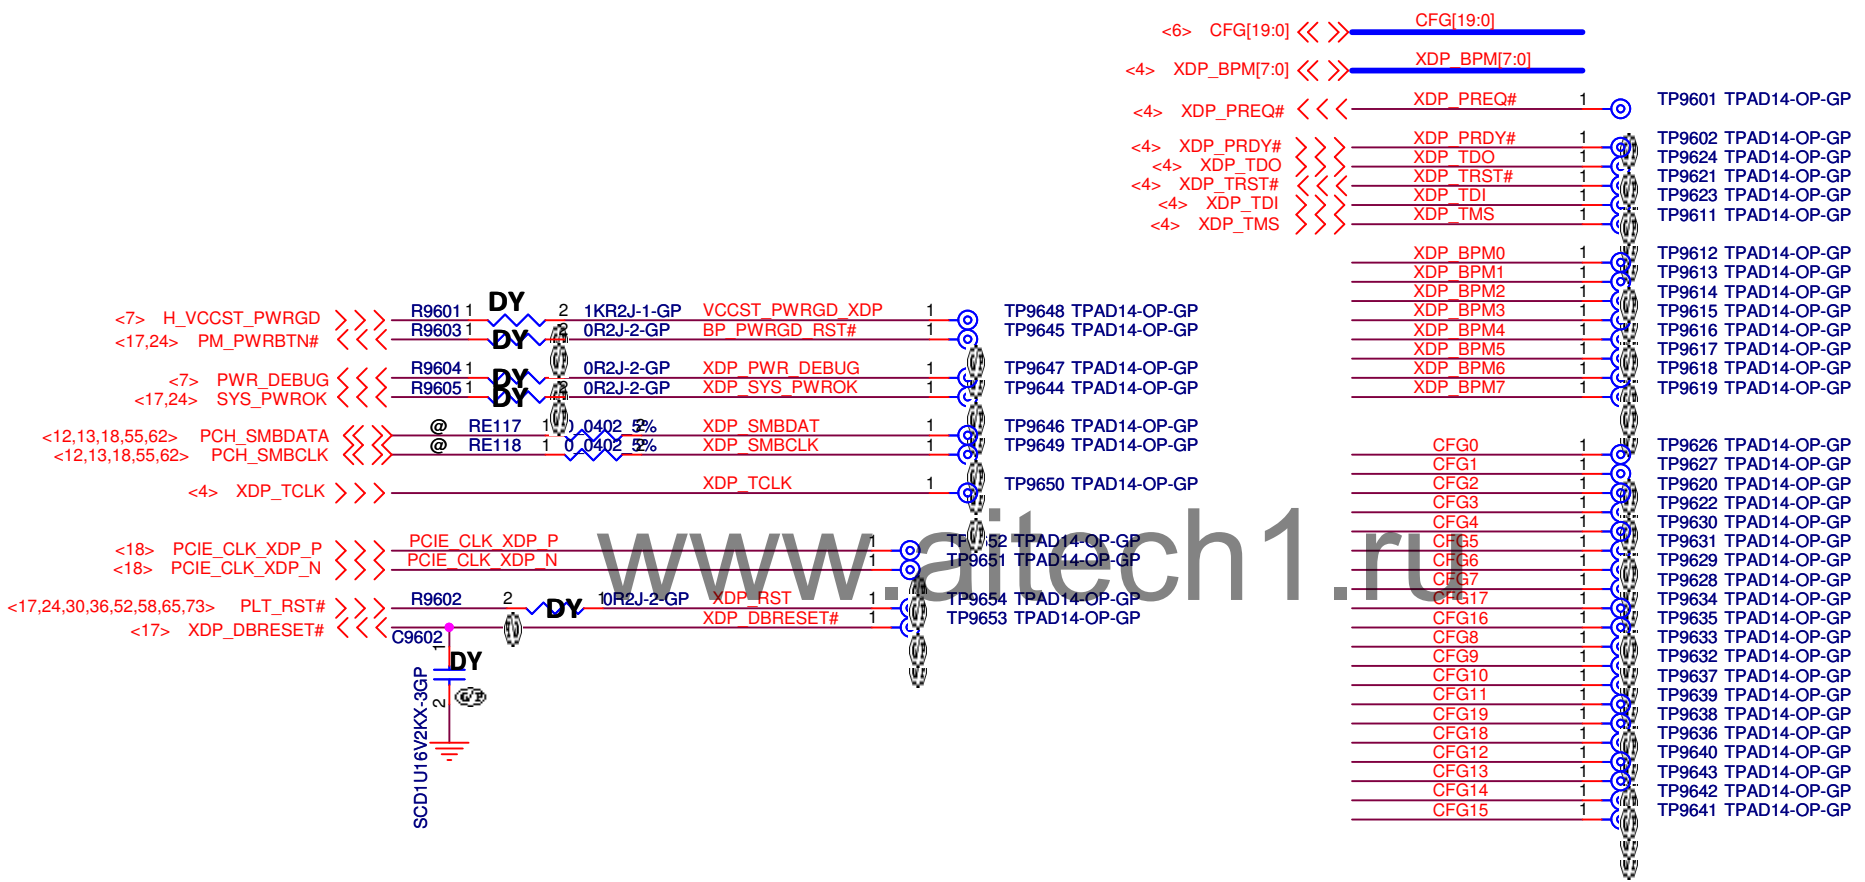 <6> CFG[19:0] CFG[19:0]
<4> XDP_BPM[7:0] XDP_BPM[7:0]
<4> XDP_PREQ# XDP_PREQ# 1 TP9601 TPAD14-OP-GP
<4> XDP_PRDY# XDP_PRDY# 1 TP9602 TPAD14-OP-GP
<4> XDP_TDO XDP_TDO 1 TP9624 TPAD14-OP-GP
<4> XDP_TRST# XDP_TRST# 1 TP9621 TPAD14-OP-GP
<4> XDP_TDI XDP_TDI 1 TP9623 TPAD14-OP-GP
<4> XDP_TMS XDP_TMS 1 TP9611 TPAD14-OP-GP
XDP_BPM0 1 TP9612 TPAD14-OP-GP
XDP_BPM1 1 TP9613 TPAD14-OP-GP
XDP_BPM2 1 TP9614 TPAD14-OP-GP
XDP_BPM3 1 TP9615 TPAD14-OP-GP
XDP_BPM4 1 TP9616 TPAD14-OP-GP
XDP_BPM5 1 TP9617 TPAD14-OP-GP
XDP_BPM6 1 TP9618 TPAD14-OP-GP
XDP_BPM7 1 TP9619 TPAD14-OP-GP
<7> H_VCCST_PWRGD R9601 1 DY 2 1KR2J-1-GP VCCST_PWRGD_XDP 1 TP9648 TPAD14-OP-GP
<17,24> PM_PWRBTN# R9603 1 DY 2 0R2J-2-GP BP_PWRGD_RST# 1 TP9645 TPAD14-OP-GP
<7> PWR_DEBUG R9604 1 DY 2 0R2J-2-GP XDP_PWR_DEBUG 1 TP9647 TPAD14-OP-GP
<17,24> SYS_PWROK R9605 1 DY 2 0R2J-2-GP XDP_SYS_PWROK 1 TP9644 TPAD14-OP-GP
<12,13,18,55,62> PCH_SMBDATA @ RE117 1 0_0402_5% 2 XDP_SMBDAT 1 TP9646 TPAD14-OP-GP
<12,13,18,55,62> PCH_SMBCLK @ RE118 1 0_0402_5% 2 XDP_SMBCLK 1 TP9649 TPAD14-OP-GP
<4> XDP_TCLK XDP_TCLK 1 TP9650 TPAD14-OP-GP
<18> PCIE_CLK_XDP_P PCIE_CLK_XDP_P 1 TPAD14-OP-GP
<18> PCIE_CLK_XDP_N PCIE_CLK_XDP_N 1 TP9651 TPAD14-OP-GP
<17,24,30,36,52,58,65,73> PLT_RST# R9602 2 DY 1 0R2J-2-GP XDP_RST 1 TP9654 TPAD14-OP-GP
<17> XDP_DBRESET# XDP_DBRESET# 1 TP9653 TPAD14-OP-GP
C9602 1 DY 2
SCD1U16V2KX-3GP
www.aitech1.ru
CFG0 1 TP9626 TPAD14-OP-GP
CFG1 1 TP9627 TPAD14-OP-GP
CFG2 1 TP9620 TPAD14-OP-GP
CFG3 1 TP9622 TPAD14-OP-GP
CFG4 1 TP9630 TPAD14-OP-GP
CFG5 1 TP9631 TPAD14-OP-GP
CFG6 1 TP9629 TPAD14-OP-GP
CFG7 1 TP9628 TPAD14-OP-GP
CFG17 1 TP9634 TPAD14-OP-GP
CFG16 1 TP9635 TPAD14-OP-GP
CFG8 1 TP9633 TPAD14-OP-GP
CFG9 1 TP9632 TPAD14-OP-GP
CFG10 1 TP9637 TPAD14-OP-GP
CFG11 1 TP9639 TPAD14-OP-GP
CFG19 1 TP9638 TPAD14-OP-GP
CFG18 1 TP9636 TPAD14-OP-GP
CFG12 1 TP9640 TPAD14-OP-GP
CFG13 1 TP9643 TPAD14-OP-GP
CFG14 1 TP9642 TPAD14-OP-GP
CFG15 1 TP9641 TPAD14-OP-GP